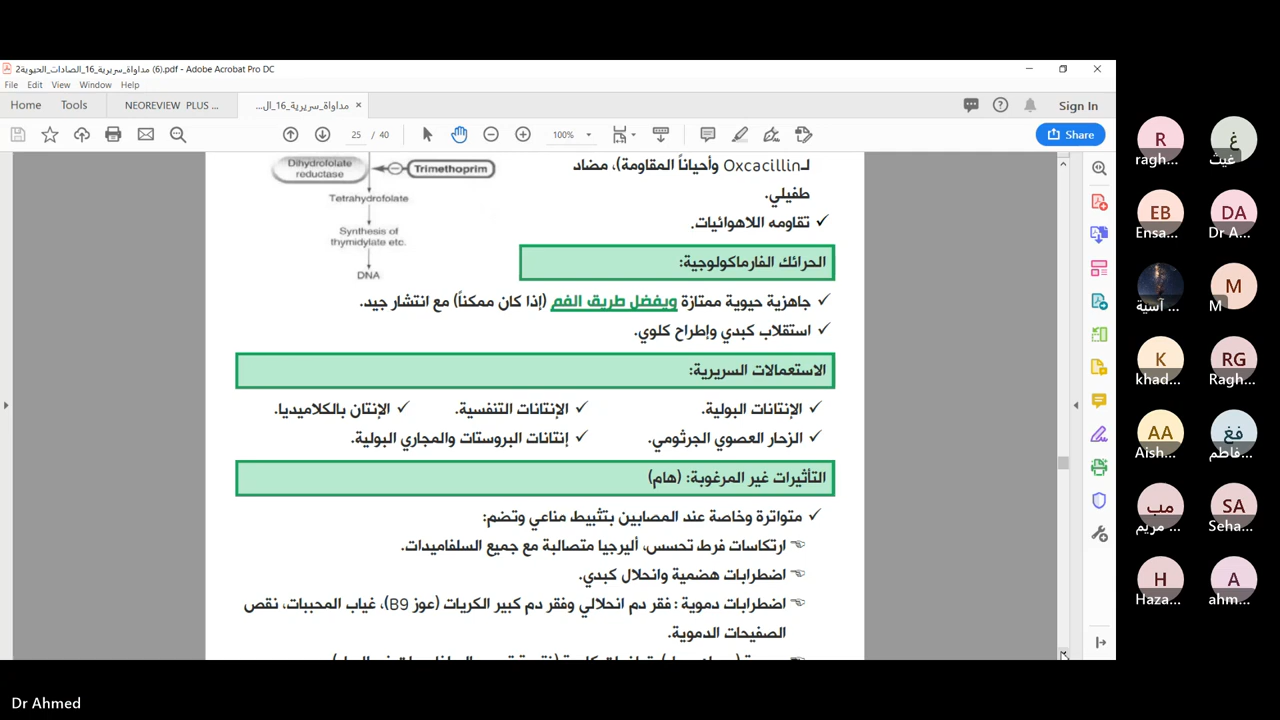 مداواة_سريرية_16_الصادات_الحيوية2 (6).pdf - Adobe Acrobat Pro DC
File Edit View Window Help
Home Tools NEOREVIEW PLUS ... مداواة_سريرية_16_ال... × Sign In
25 / 40 100% Share
Dihydrofolate reductase
Trimethoprim
Tetrahydrofolate
Synthesis of thymidylate etc.
DNA
لـOxcacillin وأحياناً المقاومة)، مضاد
طفيلي.
✓ تقاومه اللاهوائيات.
الحرائك الفارماكولوجية:
✓ جاهزية حيوية ممتازة ويفضل طريق الفم (إذا كان ممكناً) مع انتشار جيد.
✓ استقلاب كبدي وإطراح كلوي.
الاستعمالات السريرية:
✓ الإنتانات البولية. ✓ الإنتانات التنفسية. ✓ الإنتان بالكلاميديا.
✓ الزحار العصوي الجرثومي. ✓ إنتانات البروستات والمجاري البولية.
التأثيرات غير المرغوبة: (هام)
✓ متواترة وخاصة عند المصابين بتثبيط مناعي وتضم:
ارتكاسات فرط تحسس، أليرجيا متصالبة مع جميع السلفاميدات.
اضطرابات هضمية وانحلال كبدي.
اضطرابات دموية : فقر دم انحلالي وفقر دم كبير الكريات (عوز B9)، غياب المحببات، نقص
الصفيحات الدموية.
R غ
ragh... غيث
EB DA
Ensa... Dr A...
M
آسية ... M
K RG
khad... Ragh...
AA فغ
Aish... فاطم...
مب SA
مريم ... Seha...
H A
Haza... ahm...
Dr Ahmed